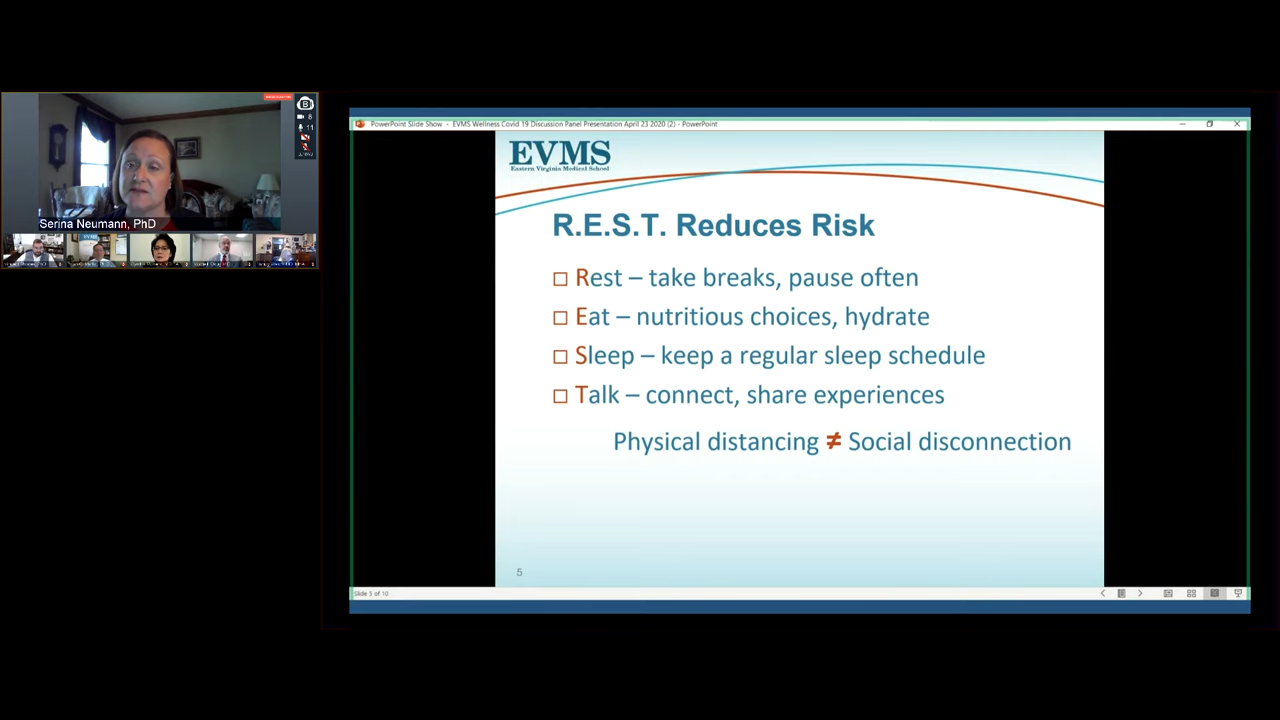 8
11
Serina Neumann, PhD
PowerPoint Slide Show - EVMS Wellness Covid 19 Discussion Panel Presentation April 23 2020 (2) - PowerPoint
EVMS
Eastern Virginia Medical School
R.E.S.T. Reduces Risk
Rest – take breaks, pause often
Eat – nutritious choices, hydrate
Sleep – keep a regular sleep schedule
Talk – connect, share experiences
Physical distancing ≠ Social disconnection
5
Slide 5 of 10